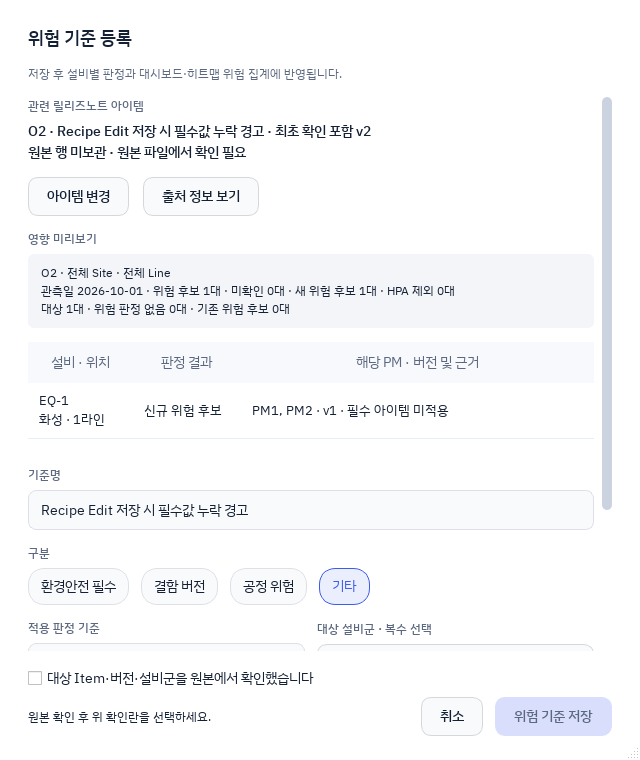 위험 기준 등록
저장 후 설비별 판정과 대시보드·히트맵 위험 집계에 반영됩니다.
관련 릴리즈노트 아이템
O2 · Recipe Edit 저장 시 필수값 누락 경고 · 최초 확인 포함 v2
원본 행 미보관 · 원본 파일에서 확인 필요
아이템 변경
출처 정보 보기
영향 미리보기
O2 · 전체 Site · 전체 Line
관측일 2026-10-01 · 위험 후보 1대 · 미확인 0대 · 새 위험 후보 1대 · HPA 제외 0대
대상 1대 · 위험 판정 없음 0대 · 기존 위험 후보 0대
설비 · 위치 판정 결과 해당 PM · 버전 및 근거
EQ-1
화성 · 1라인
신규 위험 후보
PM1, PM2 · v1 · 필수 아이템 미적용
기준명
Recipe Edit 저장 시 필수값 누락 경고
구분
환경안전 필수 결함 버전 공정 위험 기타
적용 판정 기준 대상 설비군 · 복수 선택
대상 Item·버전·설비군을 원본에서 확인했습니다
원본 확인 후 위 확인란을 선택하세요.
취소
위험 기준 저장